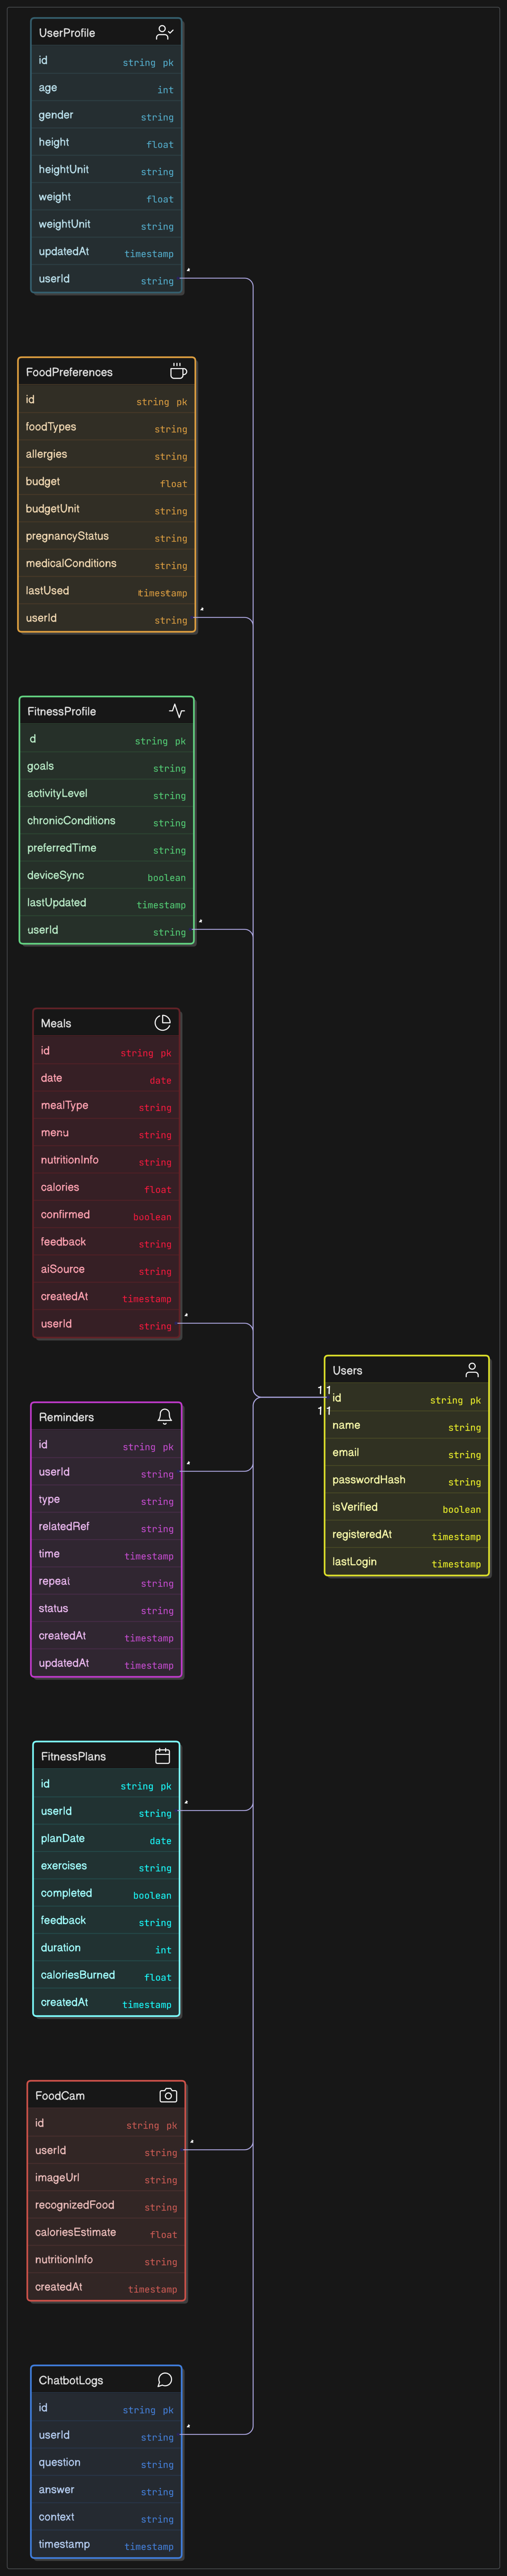 UserProfile
id string pk
age int
gender string
height float
heightUnit string
weight float
weightUnit string
updatedAt timestamp
userId string
FoodPreferences
id string pk
foodTypes string
allergies string
budget float
budgetUnit string
pregnancyStatus string
medicalConditions string
lastUsed timestamp
userId string
FitnessProfile
d string pk
goals string
activityLevel string
chronicConditions string
preferredTime string
deviceSync boolean
lastUpdated timestamp
userId string
Meals
id string pk
date date
mealType string
menu string
nutritionInfo string
calories float
confirmed boolean
feedback string
aiSource string
createdAt timestamp
userId string
Users
1 1 id string pk
1 1
name string
email string
passwordHash string
isVerified boolean
registeredAt timestamp
lastLogin timestamp
Reminders
id string pk
userId string
type string
relatedRef string
time timestamp
repeat string
status string
createdAt timestamp
updatedAt timestamp
FitnessPlans
id string pk
userId string
planDate date
exercises string
completed boolean
feedback string
duration int
caloriesBurned float
createdAt timestamp
FoodCam
id string pk
userId string
imageUrl string
recognizedFood string
caloriesEstimate float
nutritionInfo string
createdAt timestamp
ChatbotLogs
id string pk
userId string
question string
answer string
context string
timestamp timestamp